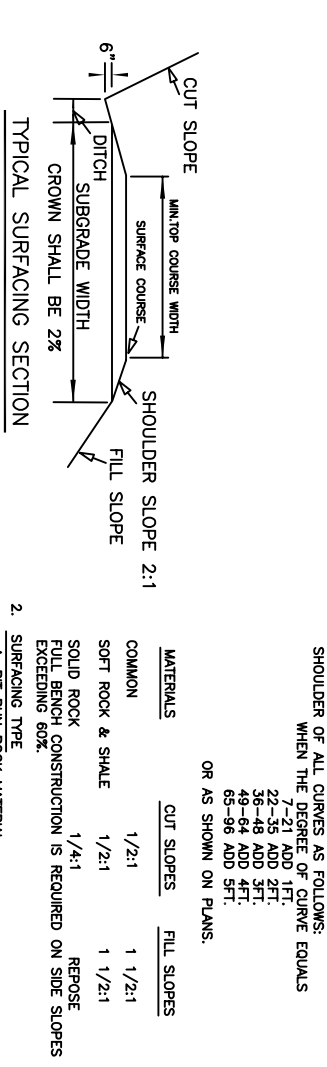 SHOULDER OF ALL CURVES AS FOLLOWS:
WHEN THE DEGREE OF CURVE EQUALS
7-21 ADD 1FT.
22-35 ADD 2FT.
36-48 ADD 3FT.
49-64 ADD 4FT.
65-96 ADD 5FT.
OR AS SHOWN ON PLANS.
MATERIALS CUT SLOPES FILL SLOPES
COMMON 1/2:1 1 1/2:1
SOFT ROCK & SHALE 1/2:1 1 1/2:1
SOLID ROCK 1/4:1 REPOSE
FULL BENCH CONSTRUCTION IS REQUIRED ON SIDE SLOPES
EXCEEDING 60%.
2. SURFACING TYPE
CUT SLOPE
MIN.TOP COURSE WIDTH
SURFACE COURSE
SHOULDER SLOPE 2:1
6"
DITCH
FILL SLOPE
SUBGRADE WIDTH
CROWN SHALL BE 2%
TYPICAL SURFACING SECTION